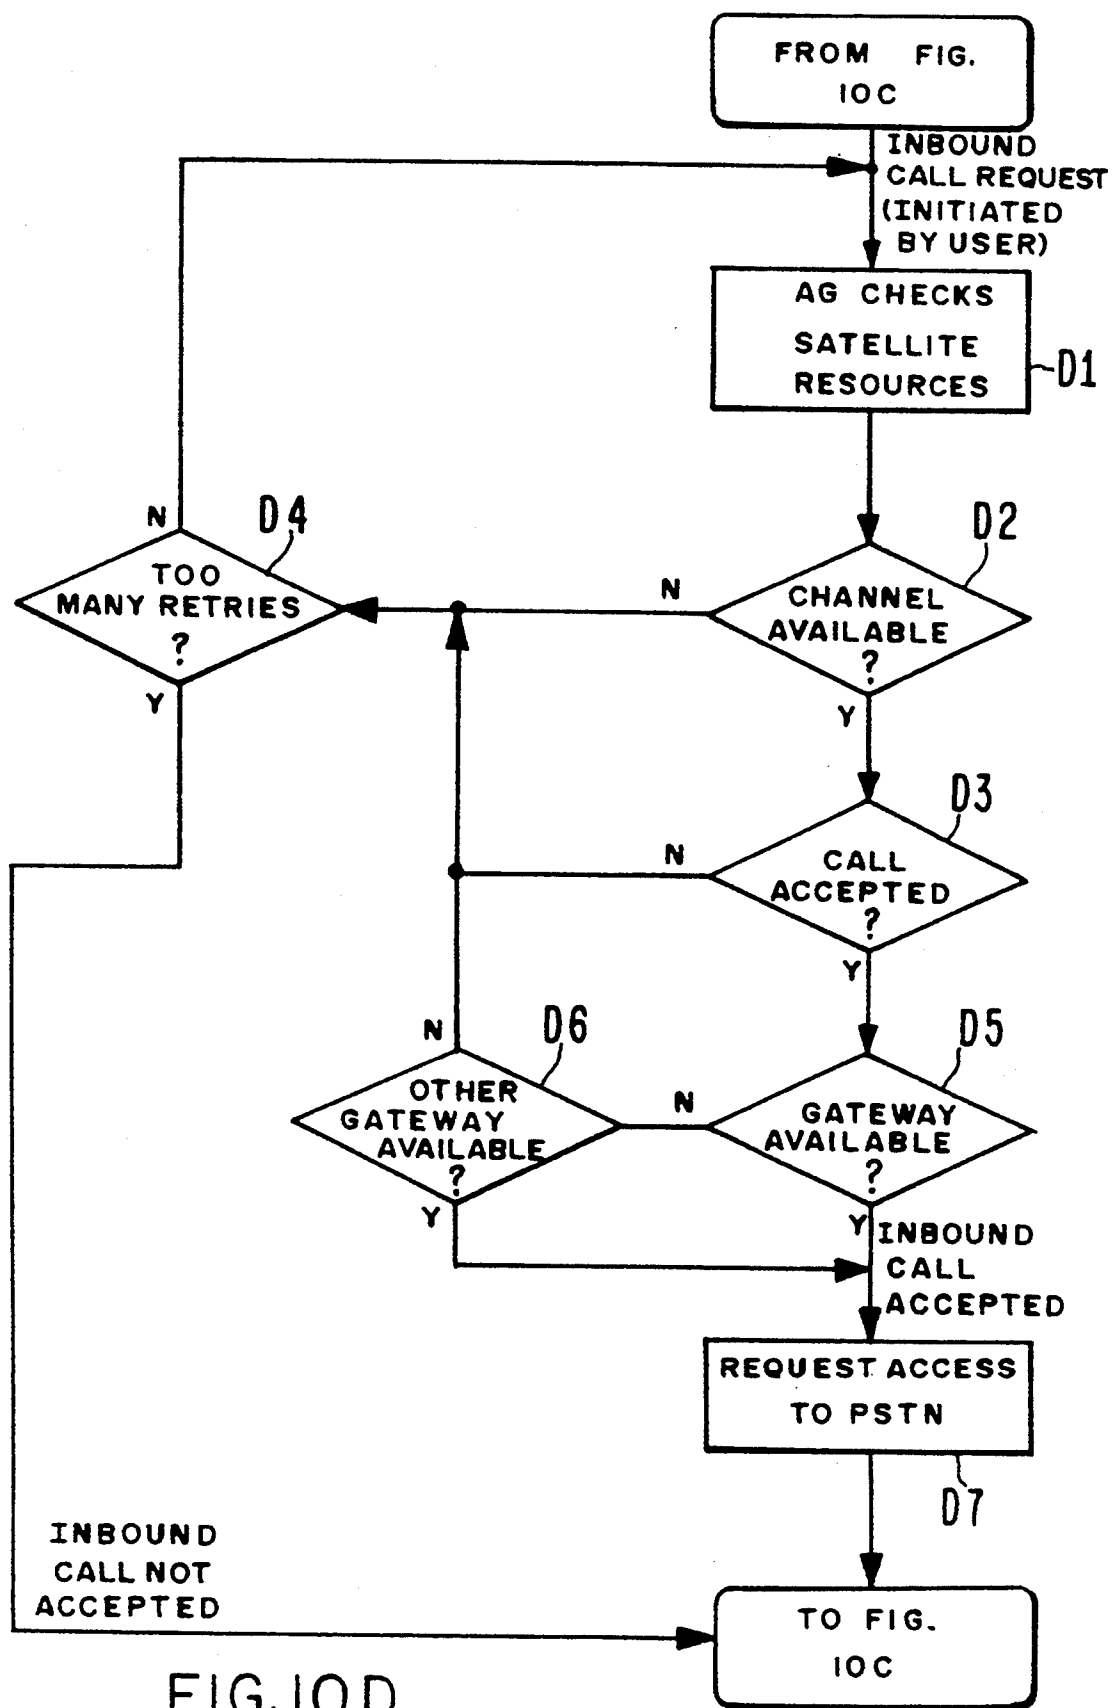 FROM FIG.
10C
INBOUND
CALL REQUEST
(INITIATED
BY USER)
AG CHECKS
SATELLITE
RESOURCES
D1
N
D4
TOO
MANY RETRIES
?
Y
D2
N
CHANNEL
AVAILABLE
?
Y
D3
N
CALL
ACCEPTED
?
Y
N
D6
OTHER
GATEWAY
AVAILABLE
?
Y
D5
N
GATEWAY
AVAILABLE
?
Y
INBOUND
CALL
ACCEPTED
REQUEST ACCESS
TO PSTN
D7
INBOUND
CALL NOT
ACCEPTED
TO FIG.
10C
FIG. 10D